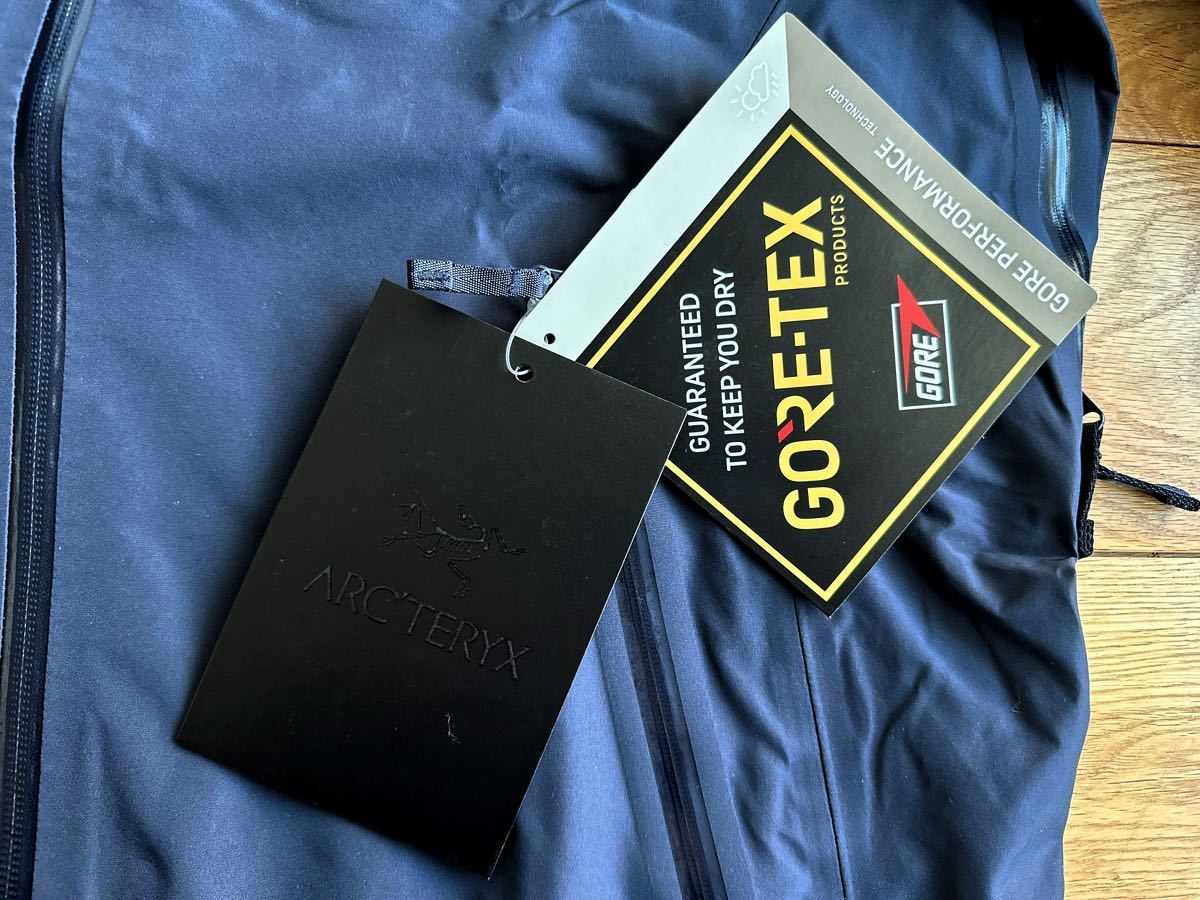 GORE PERFORMANCE TECHNOLOGY
GUARANTEED
TO KEEP YOU DRY
GORE-TEX
PRODUCTS
GORE
ARC'TERYX